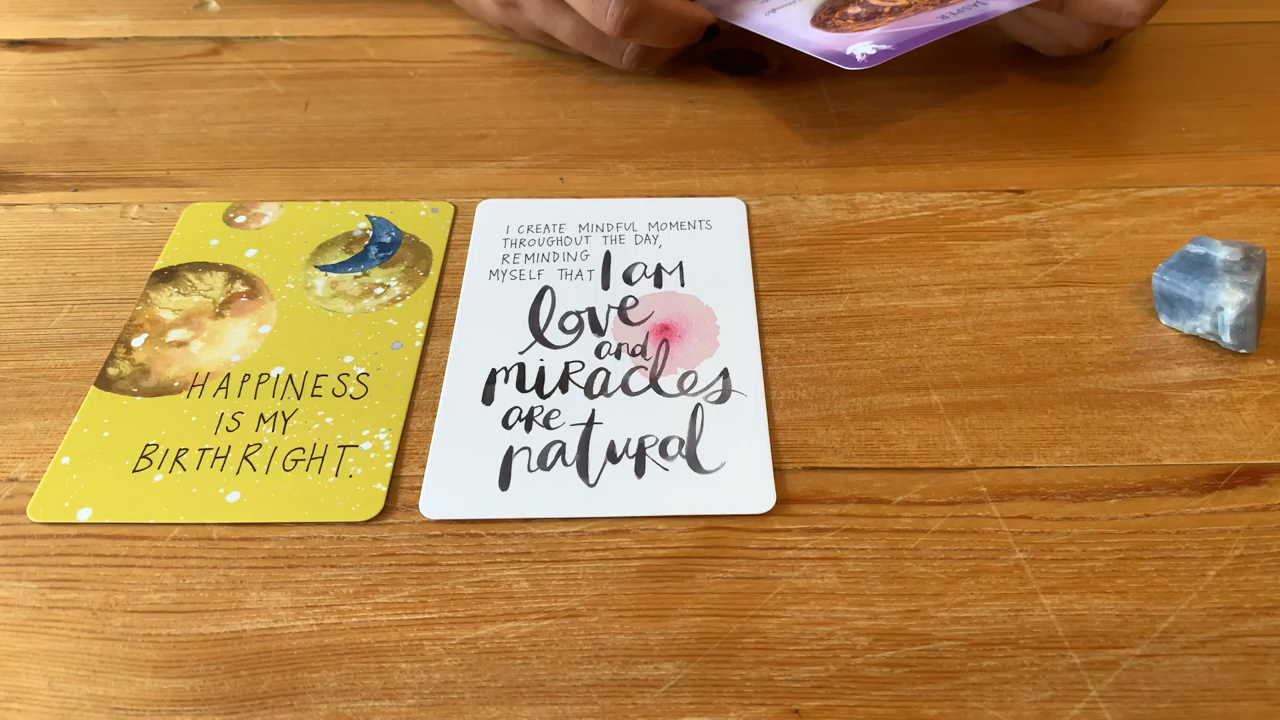 HAPPINESS
IS MY
BIRTHRIGHT.
I CREATE MINDFUL MOMENTS
THROUGHOUT THE DAY,
REMINDING
MYSELF THAT I am
love
and
miracles
are
natural
JASPER